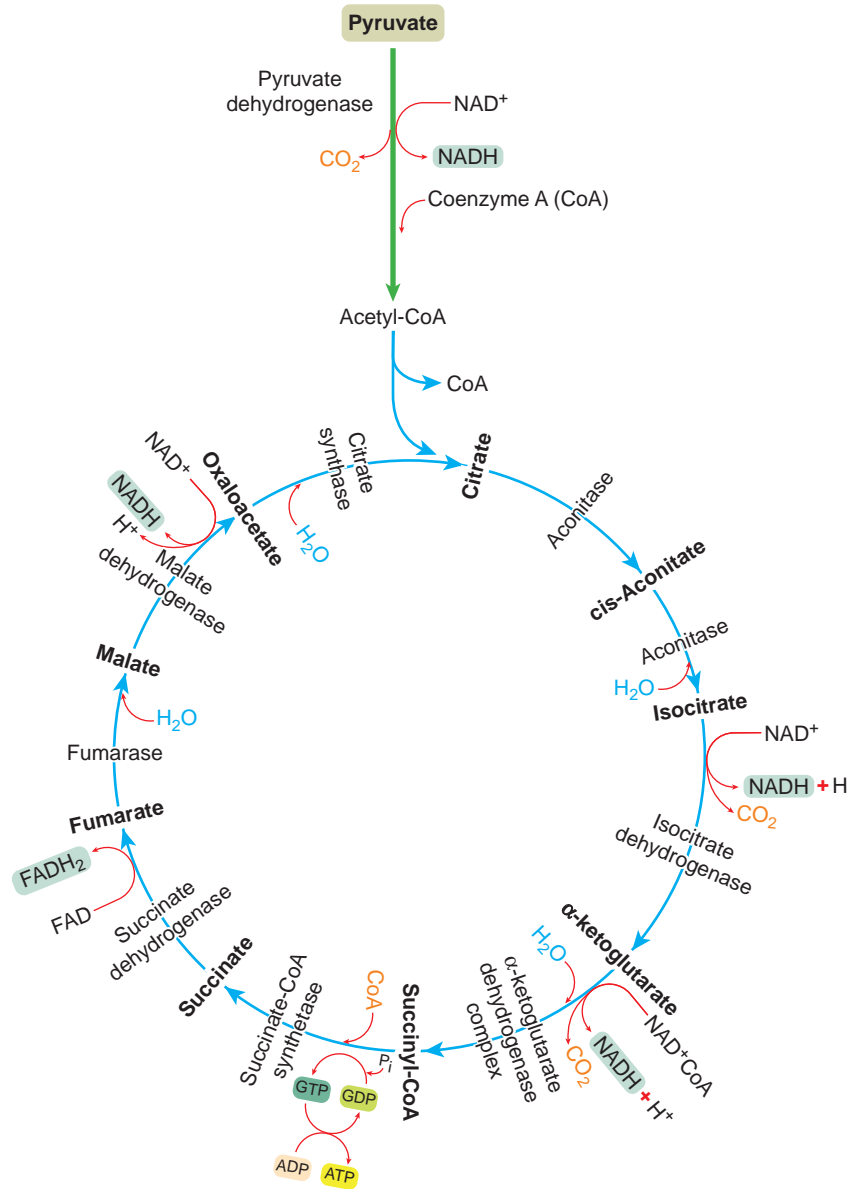 Pyruvate
Pyruvate
dehydrogenase
NAD⁺
CO₂
NADH
Coenzyme A (CoA)
Acetyl-CoA
CoA
Citrate
synthase
Citrate
H₂O
Aconitase
cis-Aconitate
Aconitase
H₂O
Isocitrate
NAD⁺
NADH + H
CO₂
Isocitrate
dehydrogenase
α-ketoglutarate
H₂O
NAD⁺CoA
NADH + H⁺
CO₂
α-ketoglutarate
dehydrogenase
complex
Succinyl-CoA
CoA
Pi
GTP
GDP
ADP
ATP
Succinate-CoA
synthetase
Succinate
Succinate
dehydrogenase
FAD
FADH₂
Fumarate
Fumarase
H₂O
Malate
Malate
dehydrogenase
NAD⁺
NADH
H⁺
Oxaloacetate